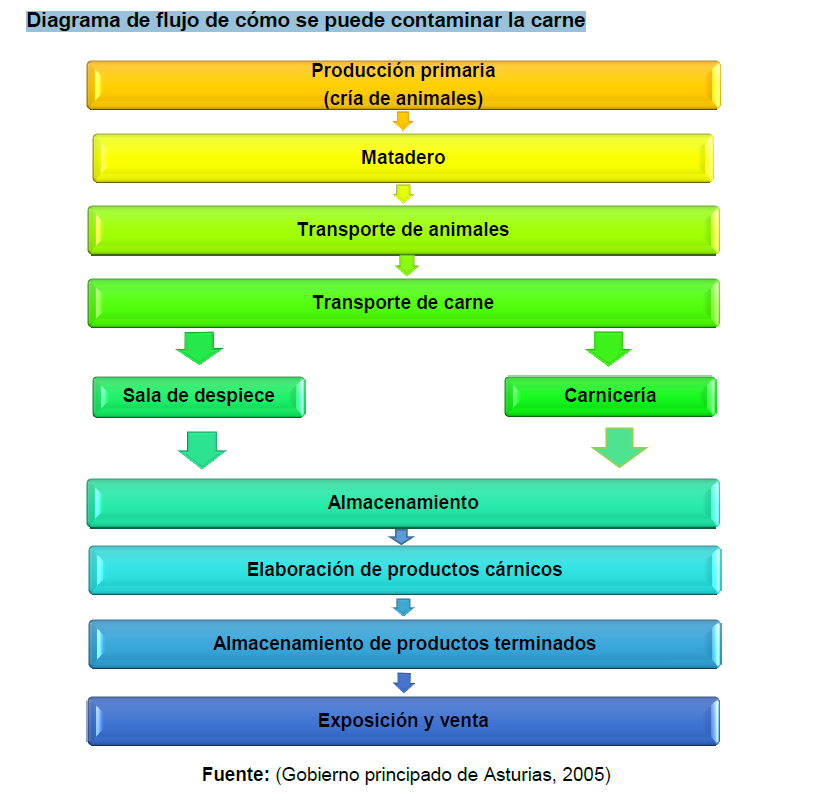 Diagrama de flujo de cómo se puede contaminar la carne
Producción primaria
(cría de animales)
Matadero
Transporte de animales
Transporte de carne
Sala de despiece
Carnicería
Almacenamiento
Elaboración de productos cárnicos
Almacenamiento de productos terminados
Exposición y venta
Fuente: (Gobierno principado de Asturias, 2005)